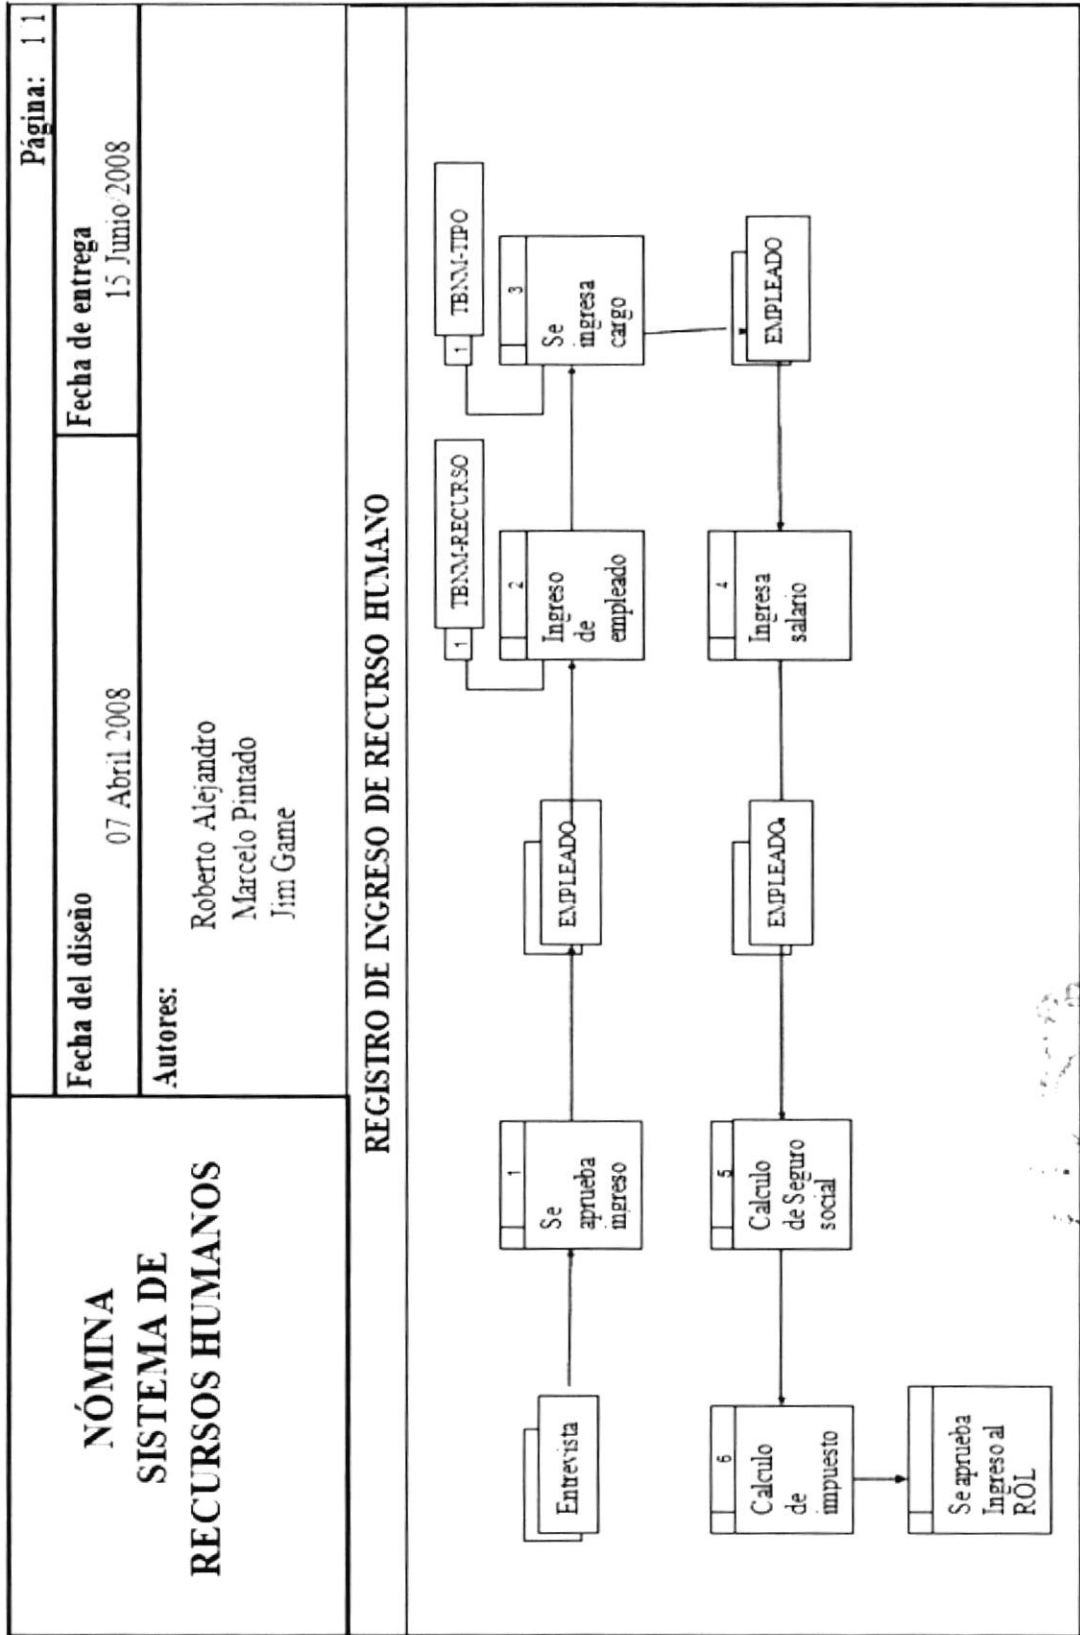 NÓMINA
SISTEMA DE
RECURSOS HUMANOS
Página: 1 1
Fecha del diseño
07 Abril 2008
Fecha de entrega
15 Junio/2008
Autores:
Roberto Alejandro
Marcelo Pintado
Jim Game
REGISTRO DE INGRESO DE RECURSO HUMANO
Entrevista
1
Se
aprueba
ingreso
EMPLEADO
1 TBNM-RECURSO
2
Ingreso
de
empleado
1 TBNM-TIPO
3
Se
ingresa
cargo
EMPLEADO
4
Ingresa
salario
EMPLEADO
5
Calculo
de Seguro
social
6
Calculo
de
impuesto
Se aprueba
Ingreso al
ROL